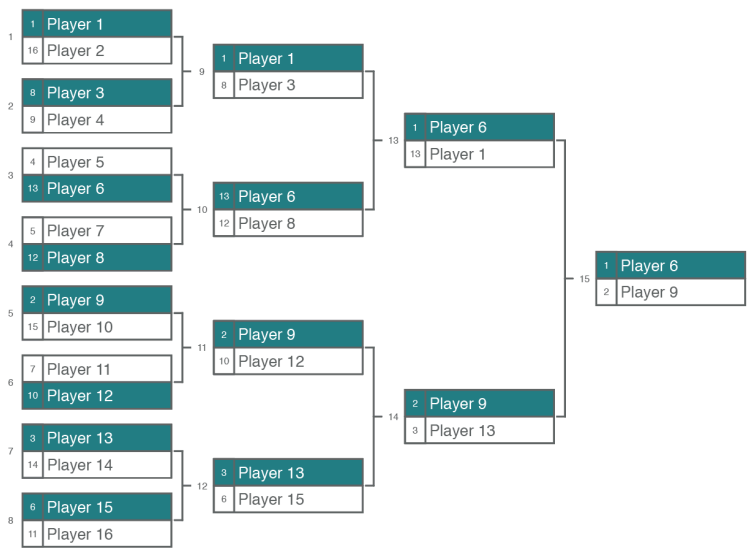 1 Player 1
1
16 Player 2
8 Player 3
2
9 Player 4
4 Player 5
3
13 Player 6
5 Player 7
4
12 Player 8
2 Player 9
5
15 Player 10
7 Player 11
6
10 Player 12
3 Player 13
7
14 Player 14
6 Player 15
8
11 Player 16
1 Player 1
9
8 Player 3
13 Player 6
10
12 Player 8
2 Player 9
11
10 Player 12
3 Player 13
12
6 Player 15
1 Player 6
13
13 Player 1
2 Player 9
14
3 Player 13
1 Player 6
15
2 Player 9